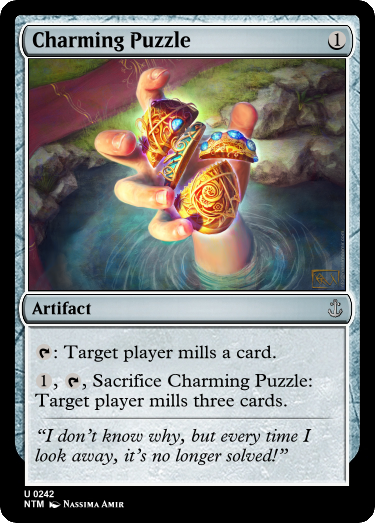 Charming Puzzle 1
Artifact
: Target player mills a card.
1, , Sacrifice Charming Puzzle:
Target player mills three cards.
“I don’t know why, but every time I
look away, it’s no longer solved!”
U 0242
NTM Nassima Amir